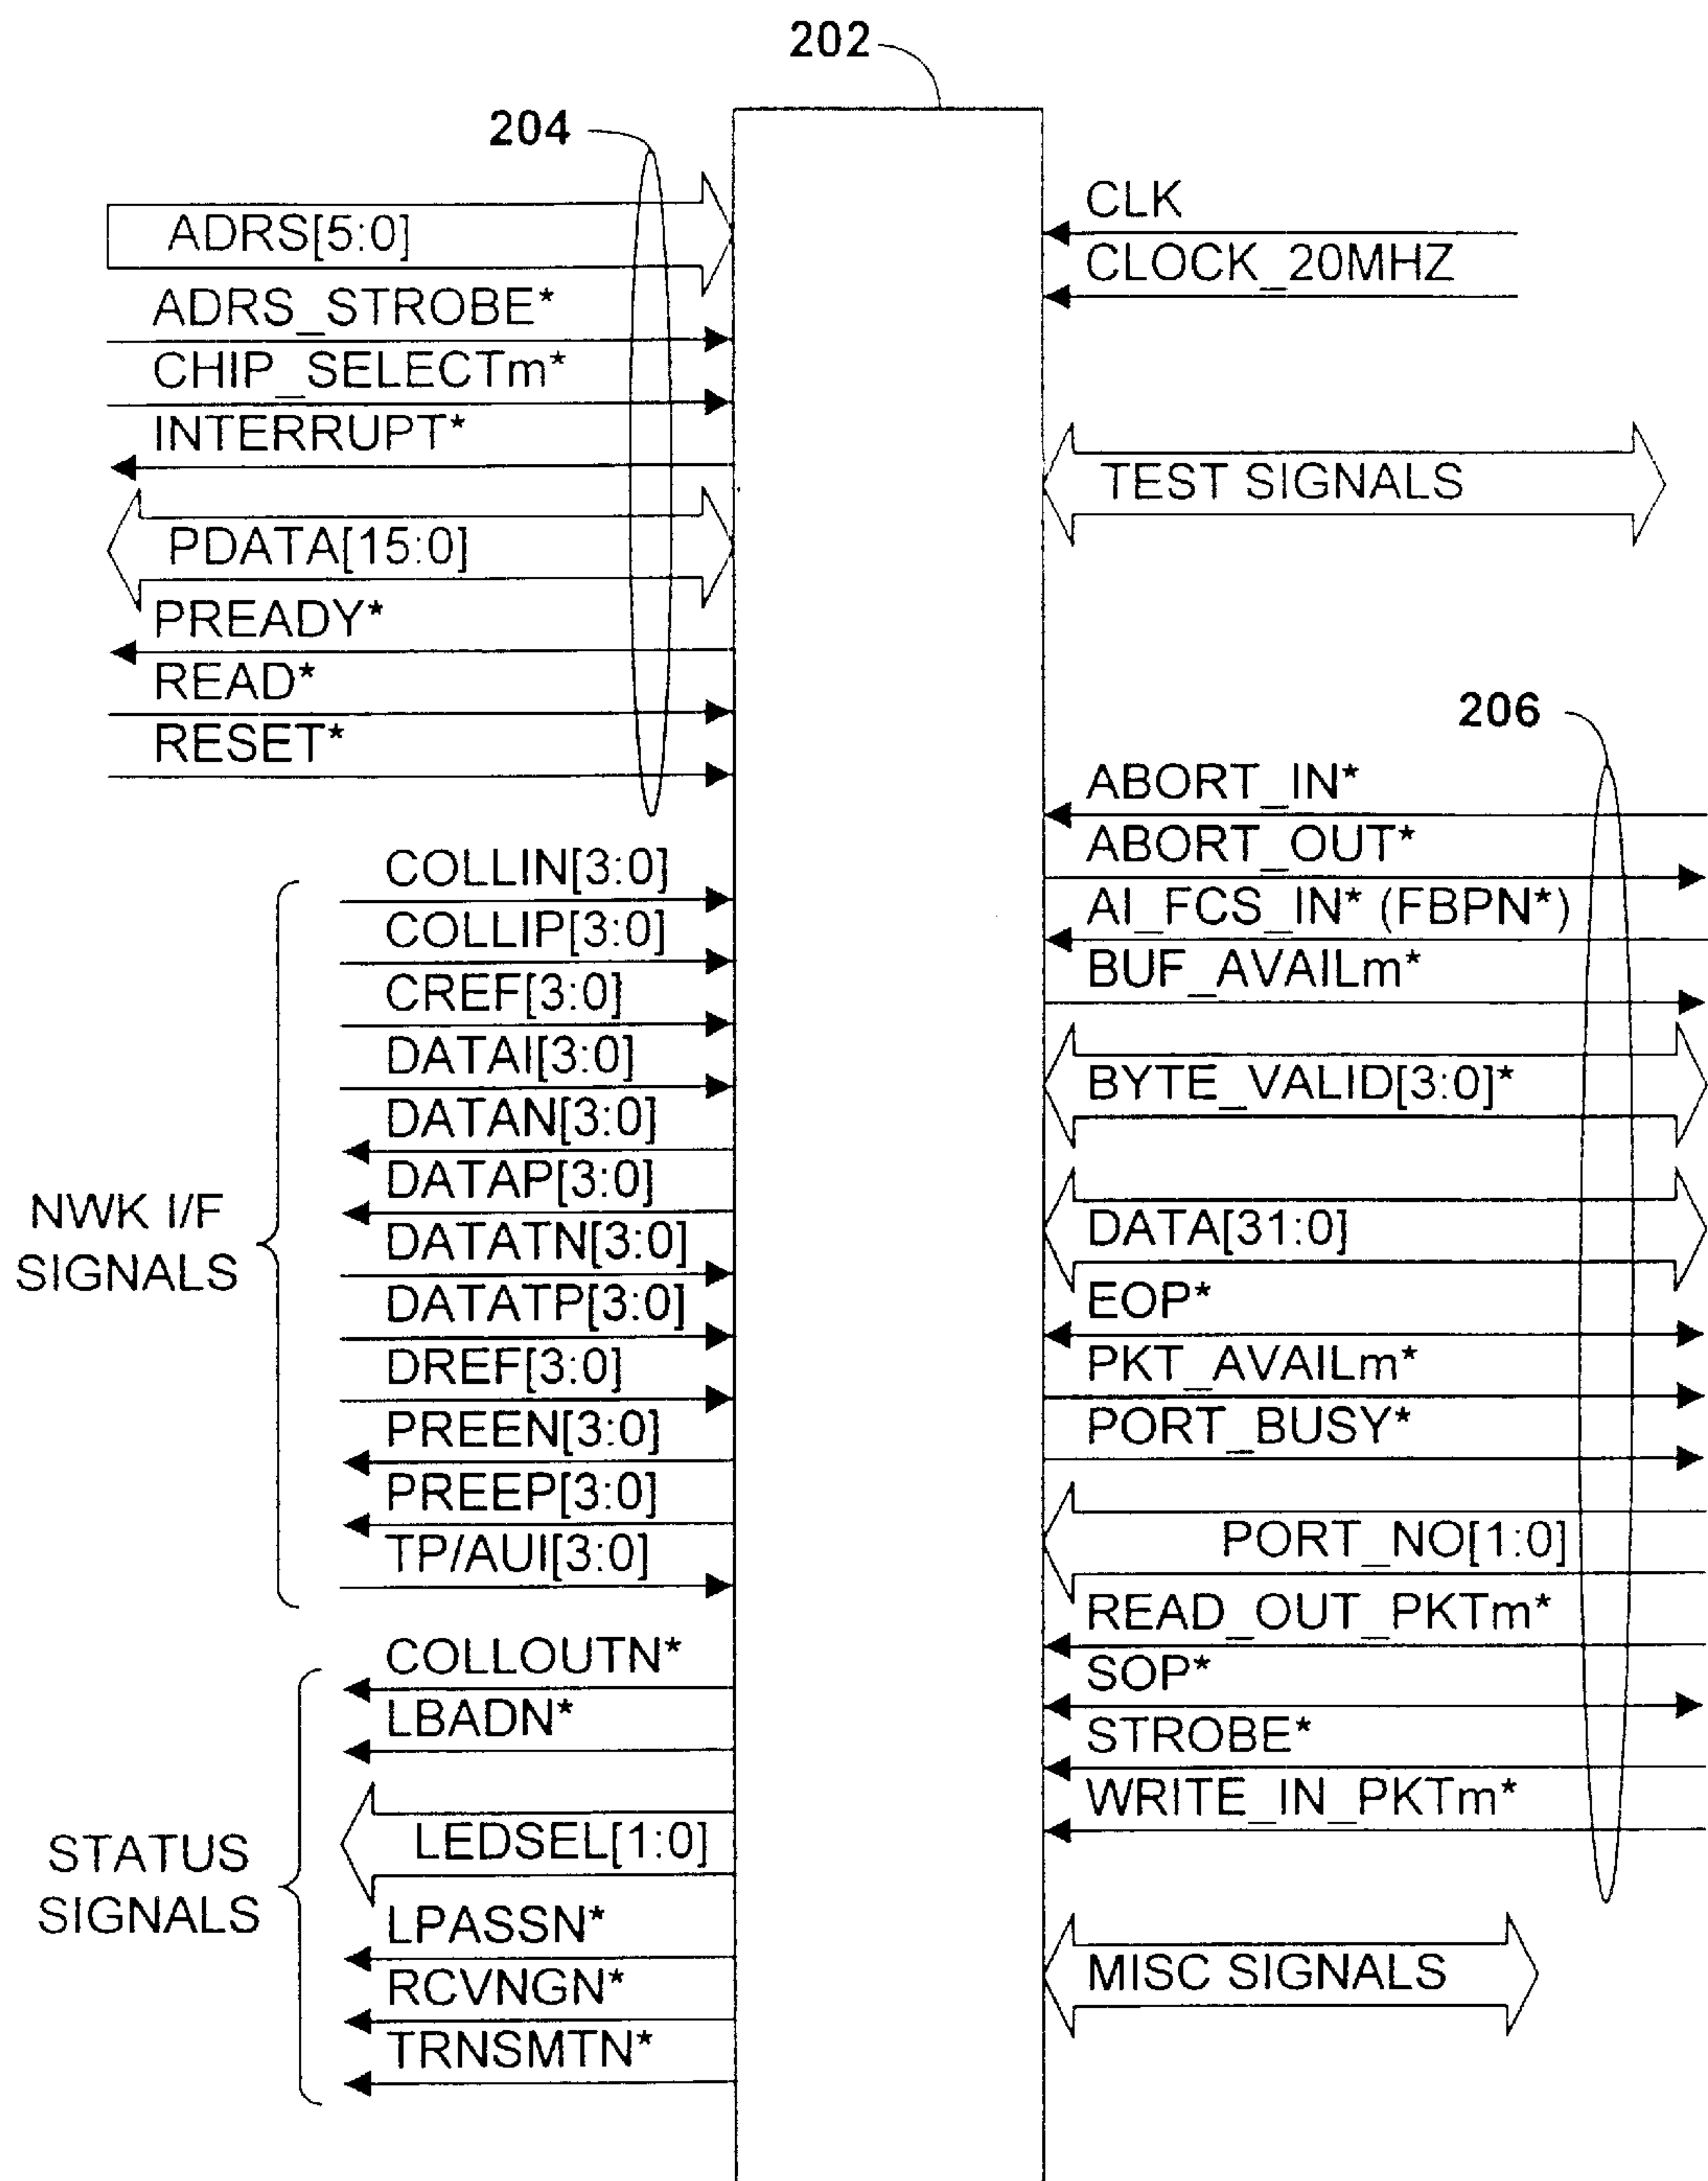 202
204
ADRS[5:0]
ADRS_STROBE*
CHIP_SELECTm*
INTERRUPT*
PDATA[15:0]
PREADY*
READ*
RESET*
COLLIN[3:0]
COLLIP[3:0]
CREF[3:0]
DATAI[3:0]
DATAN[3:0]
DATAP[3:0]
DATATN[3:0]
DATATP[3:0]
DREF[3:0]
PREEN[3:0]
PREEP[3:0]
TP/AUI[3:0]
NWK I/F
SIGNALS
COLLOUTN*
LBADN*
LEDSEL[1:0]
LPASSN*
RCVNGN*
TRNSMTN*
STATUS
SIGNALS
CLK
CLOCK_20MHZ
TEST SIGNALS
206
ABORT_IN*
ABORT_OUT*
AI_FCS_IN* (FBPN*)
BUF_AVAILm*
BYTE_VALID[3:0]*
DATA[31:0]
EOP*
PKT_AVAILm*
PORT_BUSY*
PORT_NO[1:0]
READ_OUT_PKTm*
SOP*
STROBE*
WRITE_IN_PKTm*
MISC SIGNALS